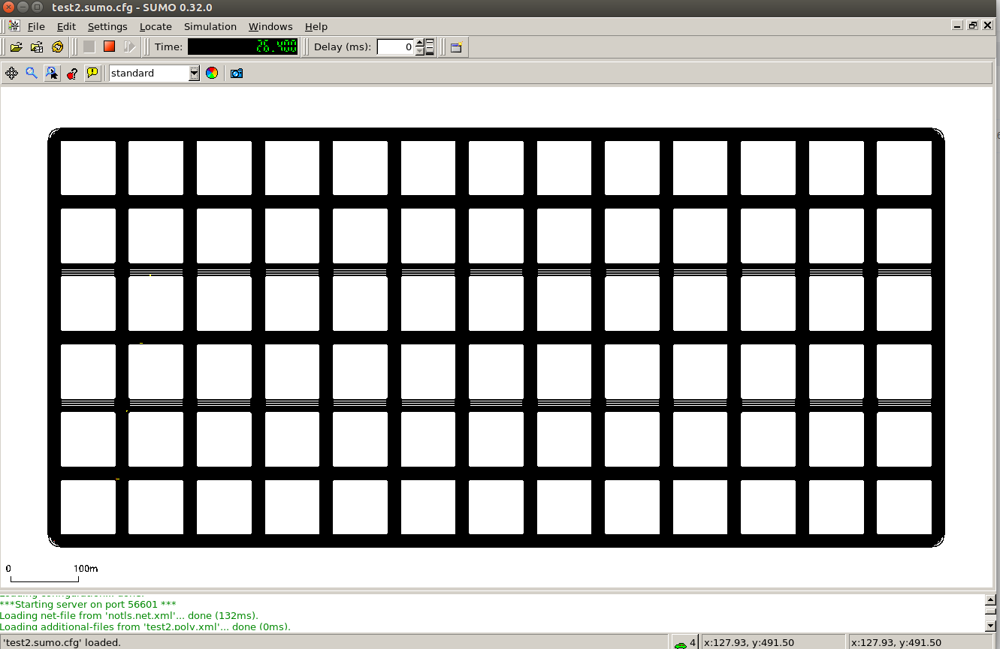 test2.sumo.cfg - SUMO 0.32.0
File Edit Settings Locate Simulation Windows Help
Time: 26.400 Delay (ms): 0
standard
0 100m
Loading configuration... done.
***Starting server on port 56601 ***
Loading net-file from 'notls.net.xml'... done (132ms).
Loading additional-files from 'test2.poly.xml'... done (0ms).
'test2.sumo.cfg' loaded. 4 x:127.93, y:491.50 x:127.93, y:491.50